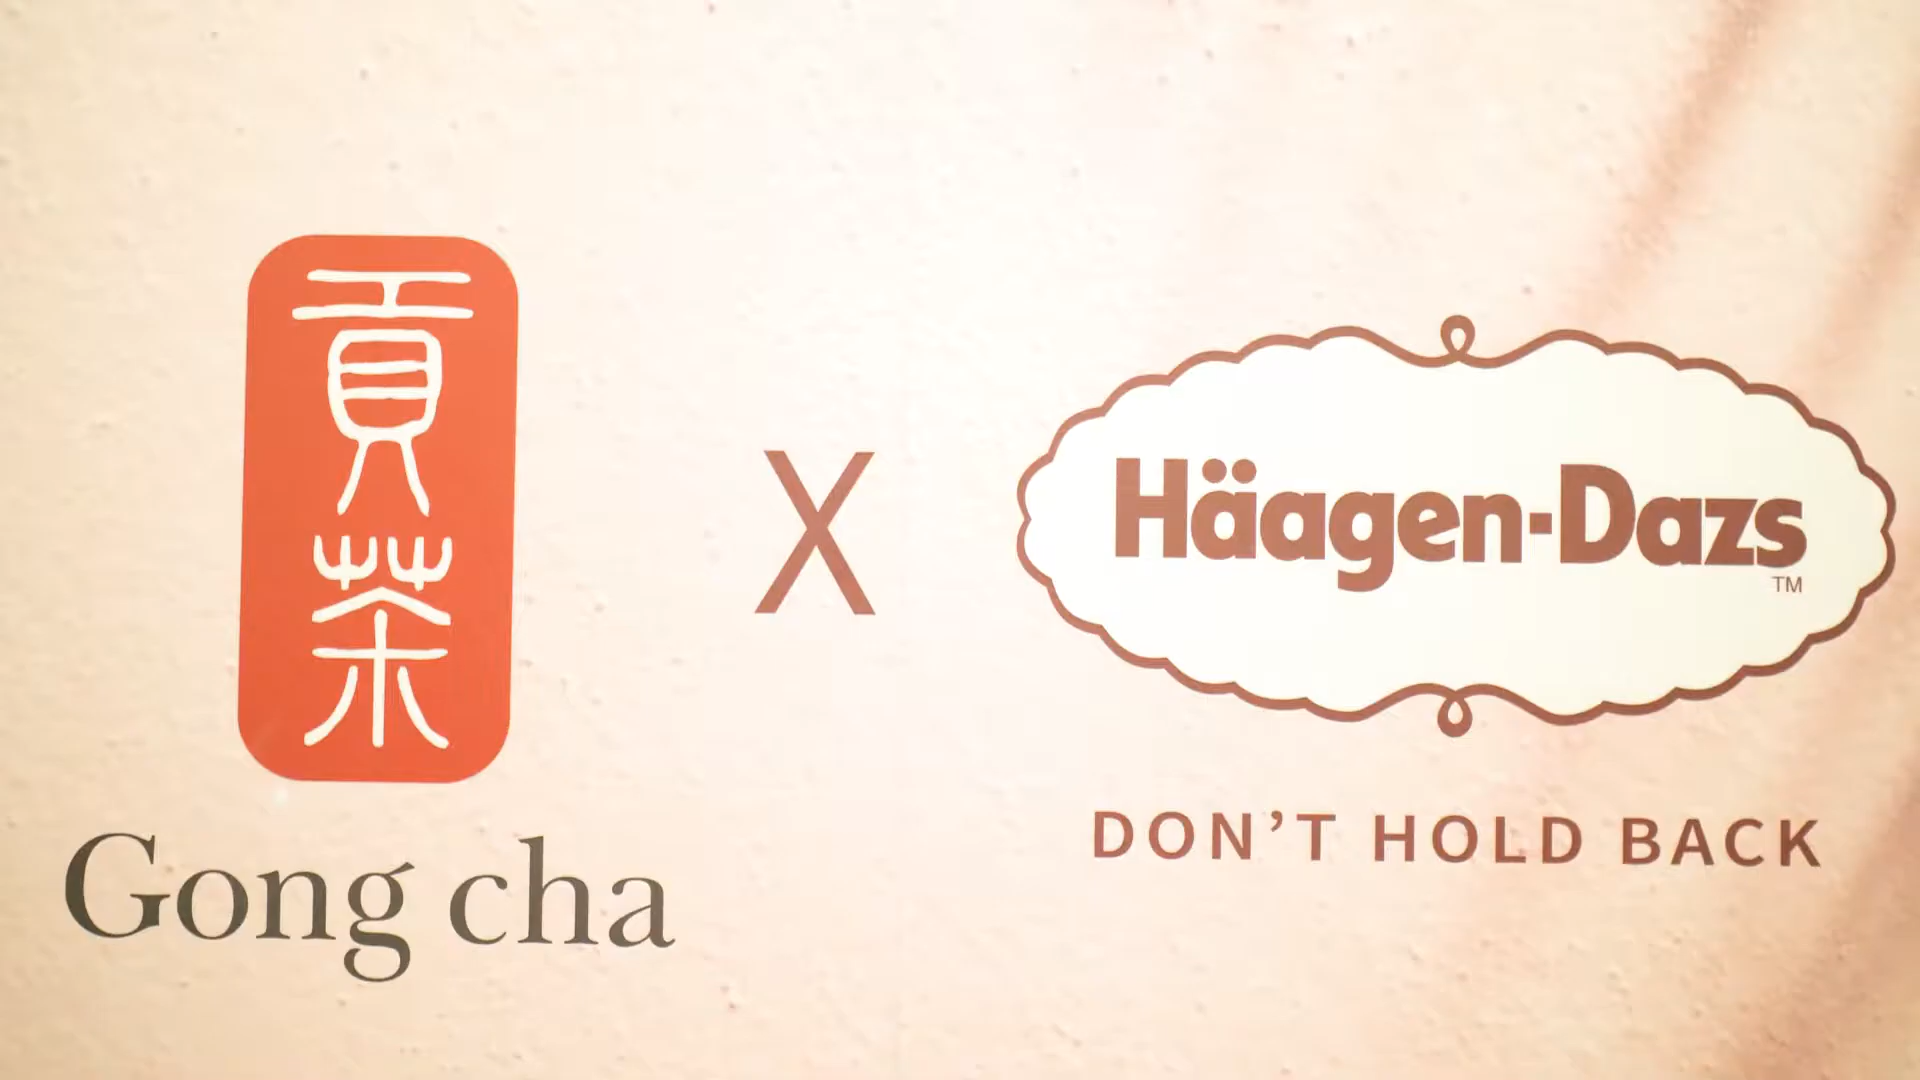 貢茶
Gong cha
X
Häagen-Dazs
TM
DON'T HOLD BACK